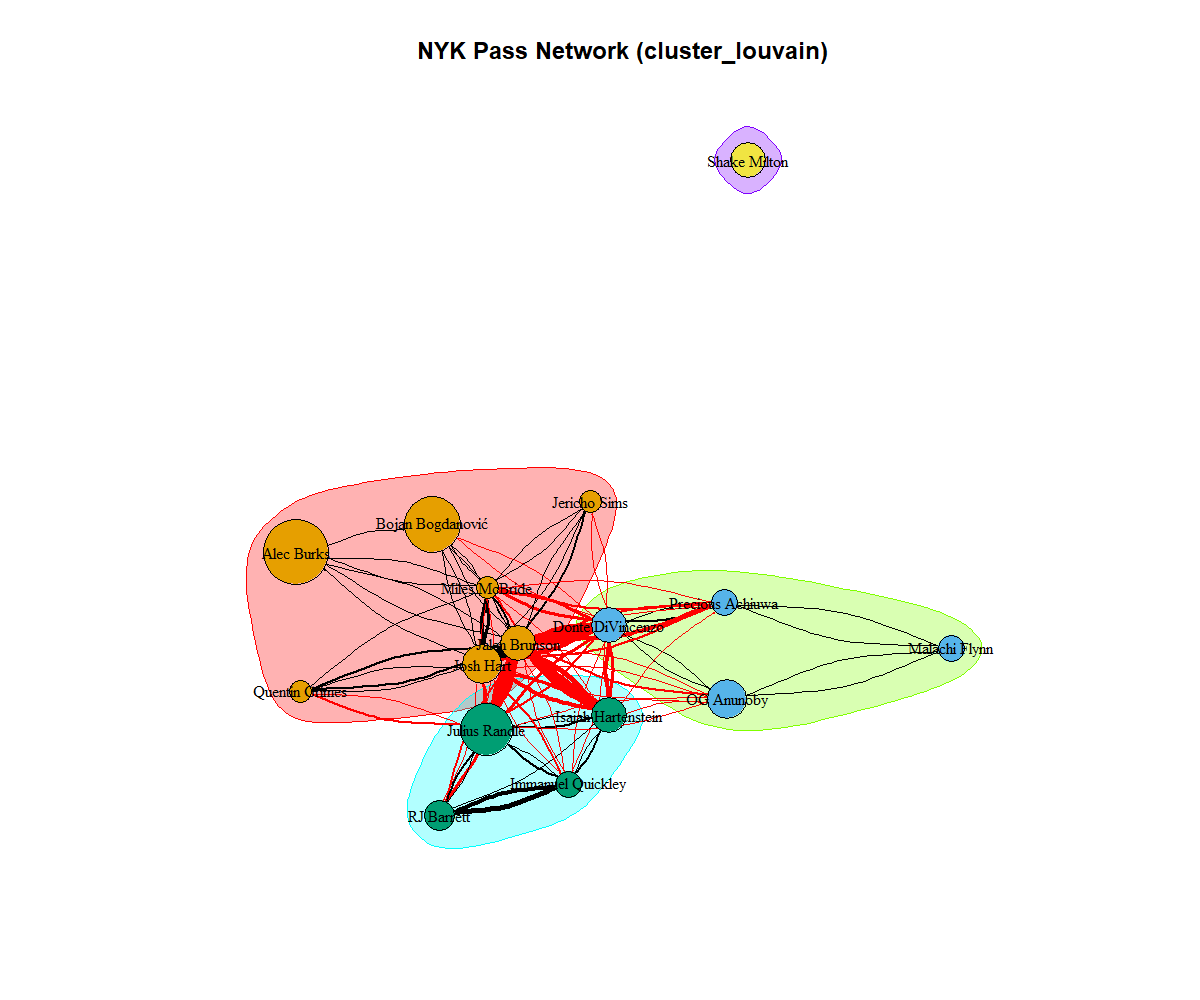 NYK Pass Network (cluster_louvain)
Shake Milton
Jericho Sims
Bojan Bogdanović
Alec Burks
Miles McBride
Precious Achiuwa
Donte DiVincenzo
Jalen Brunson
Malachi Flynn
Josh Hart
Quentin Grimes
OG Anunoby
Isaiah Hartenstein
Julius Randle
Immanuel Quickley
RJ Barrett